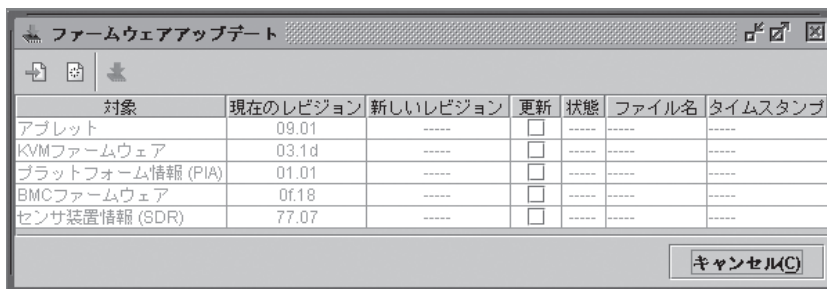 ファームウェアアップデート
対象 現在のレビジョン 新しいレビジョン 更新 状態 ファイル名 タイムスタンプ
アプレット 09.01 ----- ----- ----- -----
KVMファームウェア 03.1d ----- ----- ----- -----
プラットフォーム情報 (PIA) 01.01 ----- ----- ----- -----
BMCファームウェア 0f.18 ----- ----- ----- -----
センサ装置情報 (SDR) 77.07 ----- ----- ----- -----
キャンセル(C)